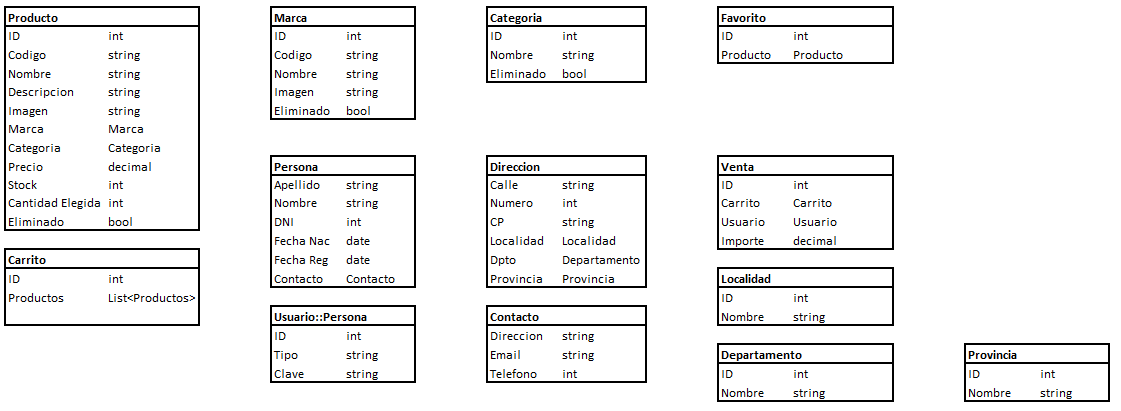 Producto
ID int
Codigo string
Nombre string
Descripcion string
Imagen string
Marca Marca
Categoria Categoria
Precio decimal
Stock int
Cantidad Elegida int
Eliminado bool
Carrito
ID int
Productos List<Productos>
Marca
ID int
Codigo string
Nombre string
Imagen string
Eliminado bool
Persona
Apellido string
Nombre string
DNI int
Fecha Nac date
Fecha Reg date
Contacto Contacto
Usuario::Persona
ID int
Tipo string
Clave string
Categoria
ID int
Nombre string
Eliminado bool
Direccion
Calle string
Numero int
CP string
Localidad Localidad
Dpto Departamento
Provincia Provincia
Contacto
Direccion string
Email string
Telefono int
Favorito
ID int
Producto Producto
Venta
ID int
Carrito Carrito
Usuario Usuario
Importe decimal
Localidad
ID int
Nombre string
Departamento
ID int
Nombre string
Provincia
ID int
Nombre string